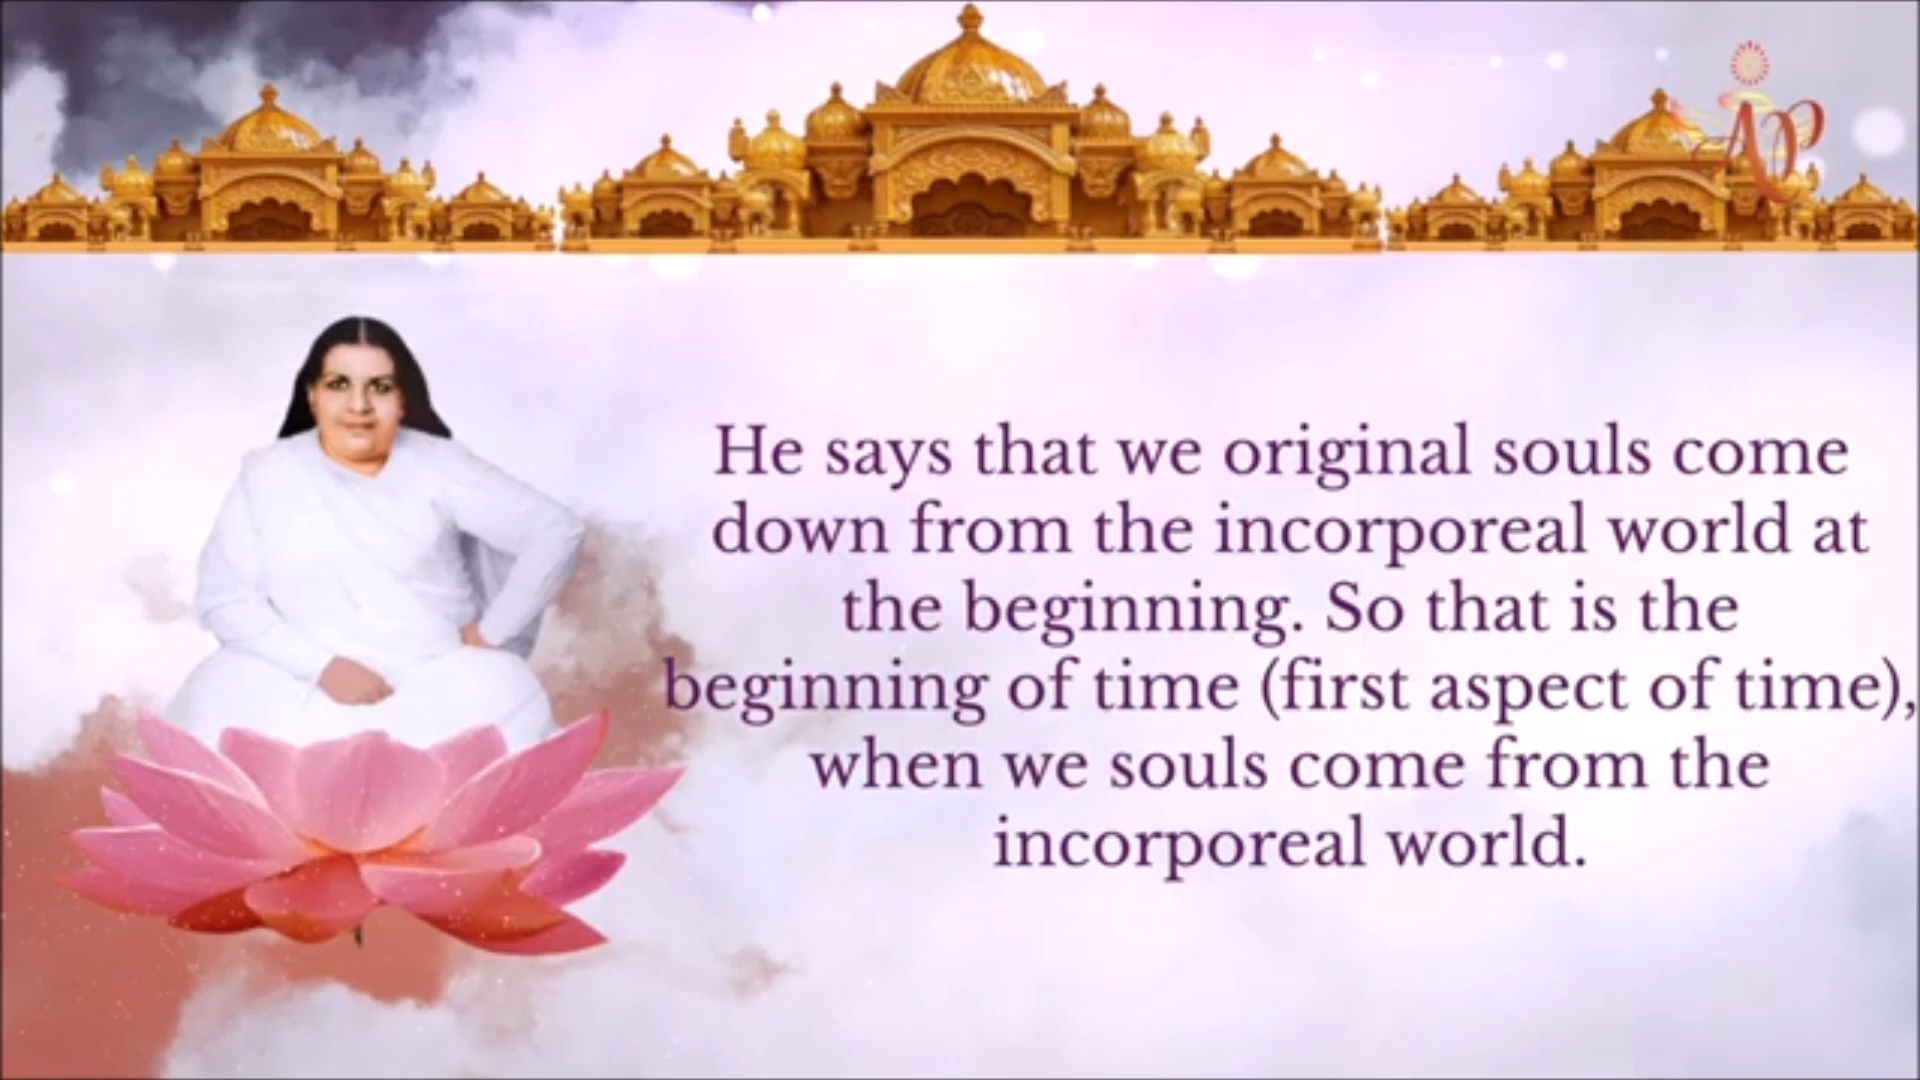 AP
He says that we original souls come
down from the incorporeal world at
the beginning. So that is the
beginning of time (first aspect of time),
when we souls come from the
incorporeal world.